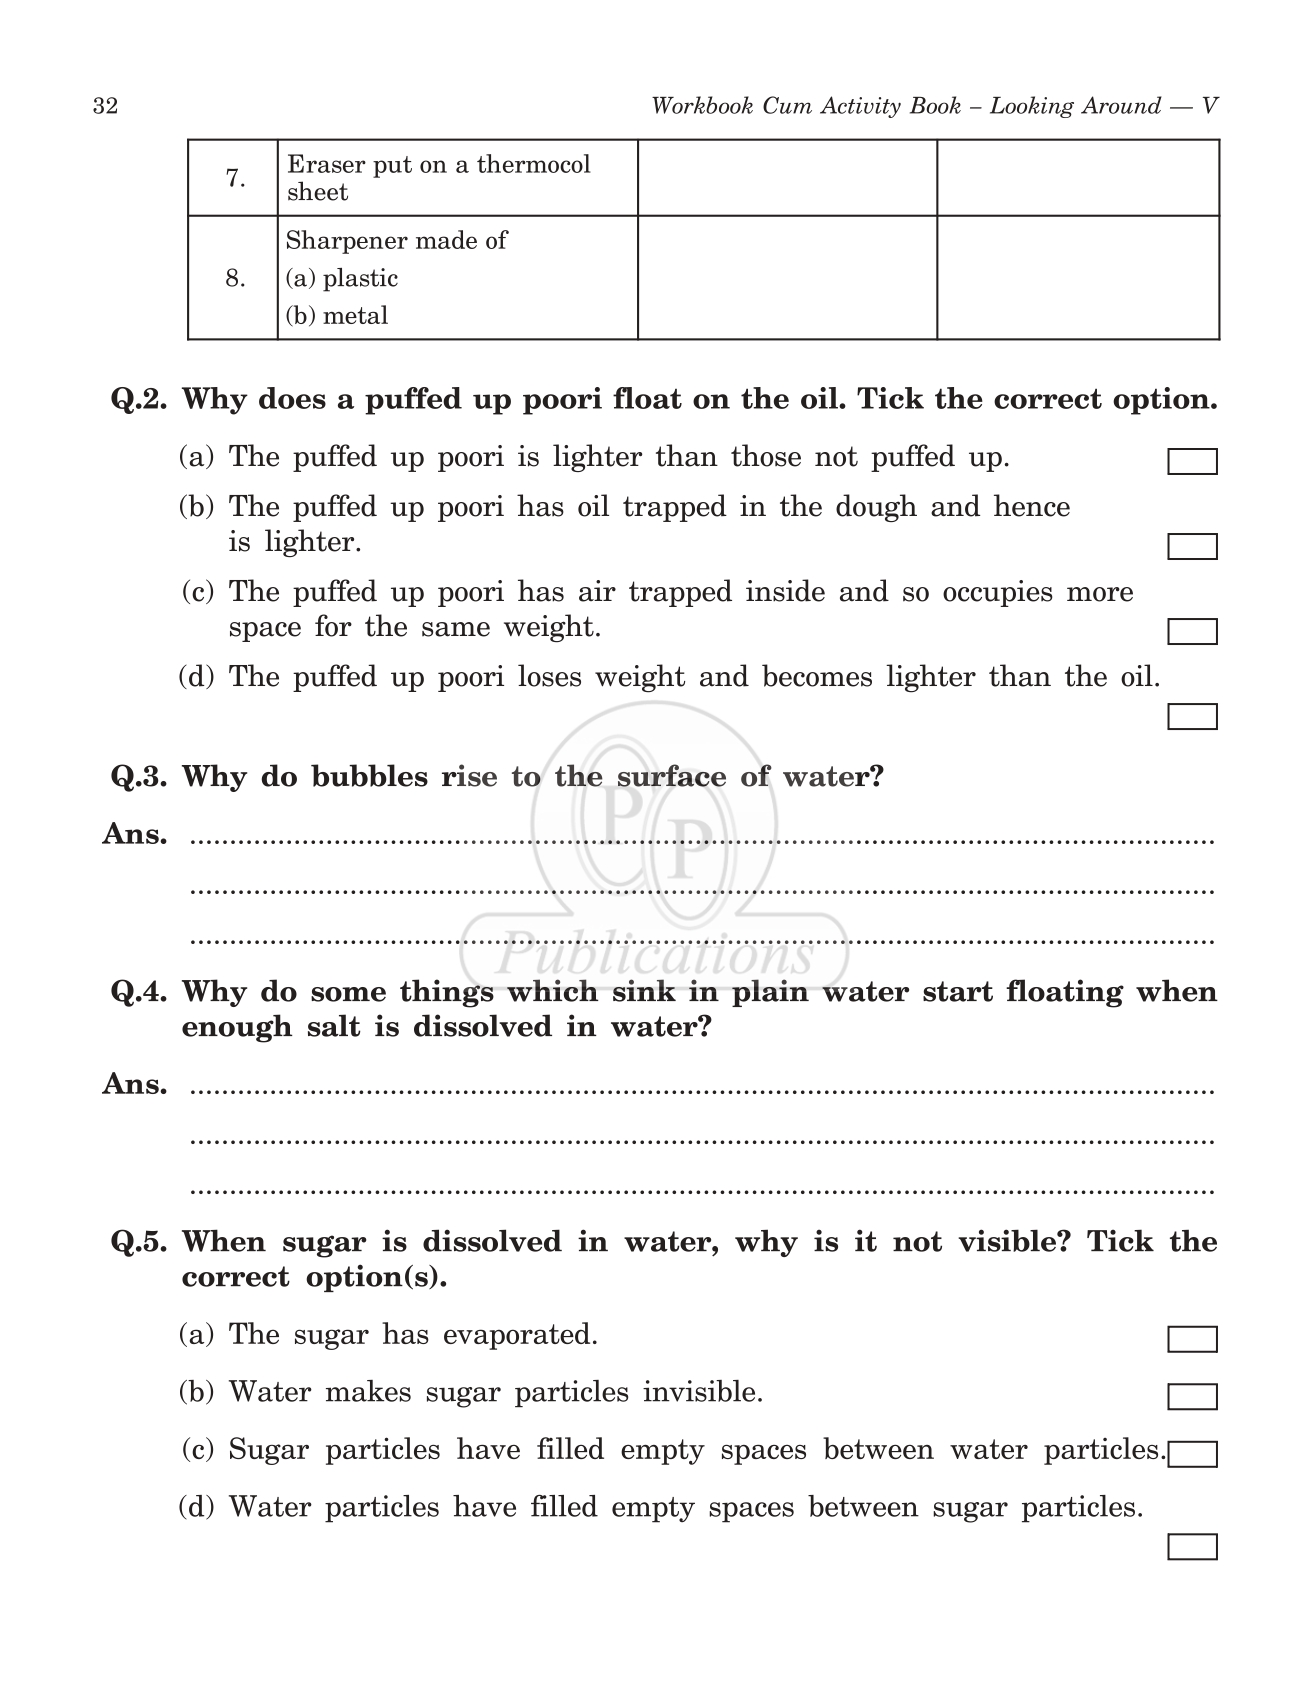 32
Workbook Cum Activity Book – Looking Around — V
7.
Eraser put on a thermocol
sheet
8.
Sharpener made of
(a) plastic
(b) metal
Q.2. Why does a puffed up poori float on the oil. Tick the correct option.
(a) The puffed up poori is lighter than those not puffed up.
(b) The puffed up poori has oil trapped in the dough and hence
is lighter.
(c) The puffed up poori has air trapped inside and so occupies more
space for the same weight.
(d) The puffed up poori loses weight and becomes lighter than the oil.
Q.3. Why do bubbles rise to the surface of water?
Ans. ................................................................
................................................................
................................................................
PP
Publications
Q.4. Why do some things which sink in plain water start floating when
enough salt is dissolved in water?
Ans. ................................................................
................................................................
................................................................
Q.5. When sugar is dissolved in water, why is it not visible? Tick the
correct option(s).
(a) The sugar has evaporated.
(b) Water makes sugar particles invisible.
(c) Sugar particles have filled empty spaces between water particles.
(d) Water particles have filled empty spaces between sugar particles.